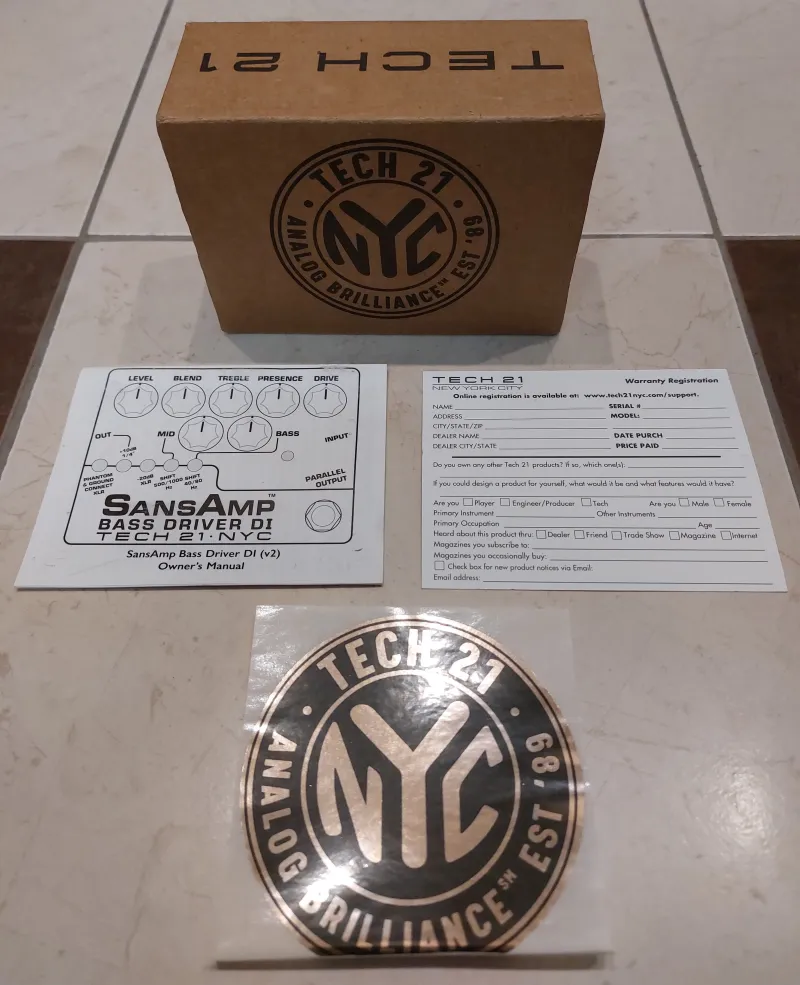 TECH 21
TECH 21
NYC
ANALOG BRILLIANCE™ EST '89
LEVEL BLEND TREBLE PRESENCE DRIVE
MID BASS
OUT
-10dB 1/4"
INPUT
PHANTOM & GROUND CONNECT XLR
-20dB XLR
SHIFT 500/1000 Hz
SHIFT 40/80 Hz
PARALLEL OUTPUT
SANSAMP™
BASS DRIVER DI
TECH 21·NYC
SansAmp Bass Driver DI (v2)
Owner's Manual
TECH 21
NEW YORK CITY
Warranty Registration
Online registration is available at: www.tech21nyc.com/support.
NAME SERIAL #
ADDRESS MODEL:
CITY/STATE/ZIP
DEALER NAME DATE PURCH
DEALER CITY/STATE PRICE PAID
Do you own any other Tech 21 products? If so, which one(s):
If you could design a product for yourself, what would it be and what features would it have?
Are you Player Engineer/Producer Tech Are you Male Female
Primary Instrument Other Instruments
Primary Occupation Age
Heard about this product thru: Dealer Friend Trade Show Magazine Internet
Magazines you subscribe to:
Magazines you occasionally buy:
Check box for new product notices via Email:
Email address:
TECH 21
NYC
ANALOG BRILLIANCE℠ EST '89